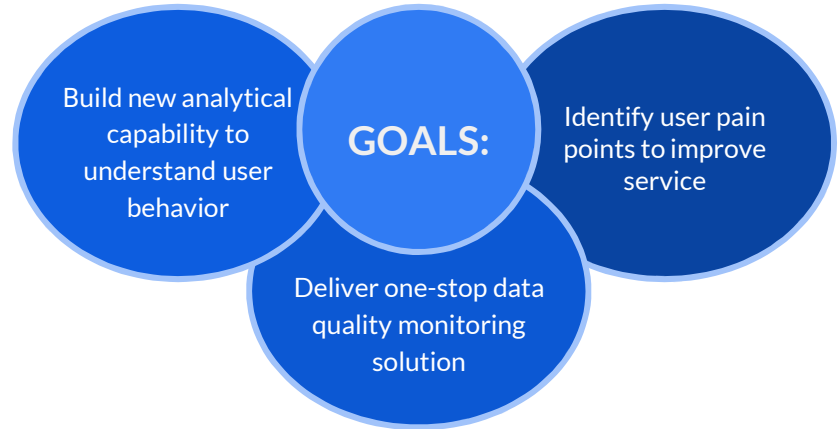 Build new analytical
capability to
understand user
behavior
GOALS:
Identify user pain
points to improve
service
Deliver one-stop data
quality monitoring
solution